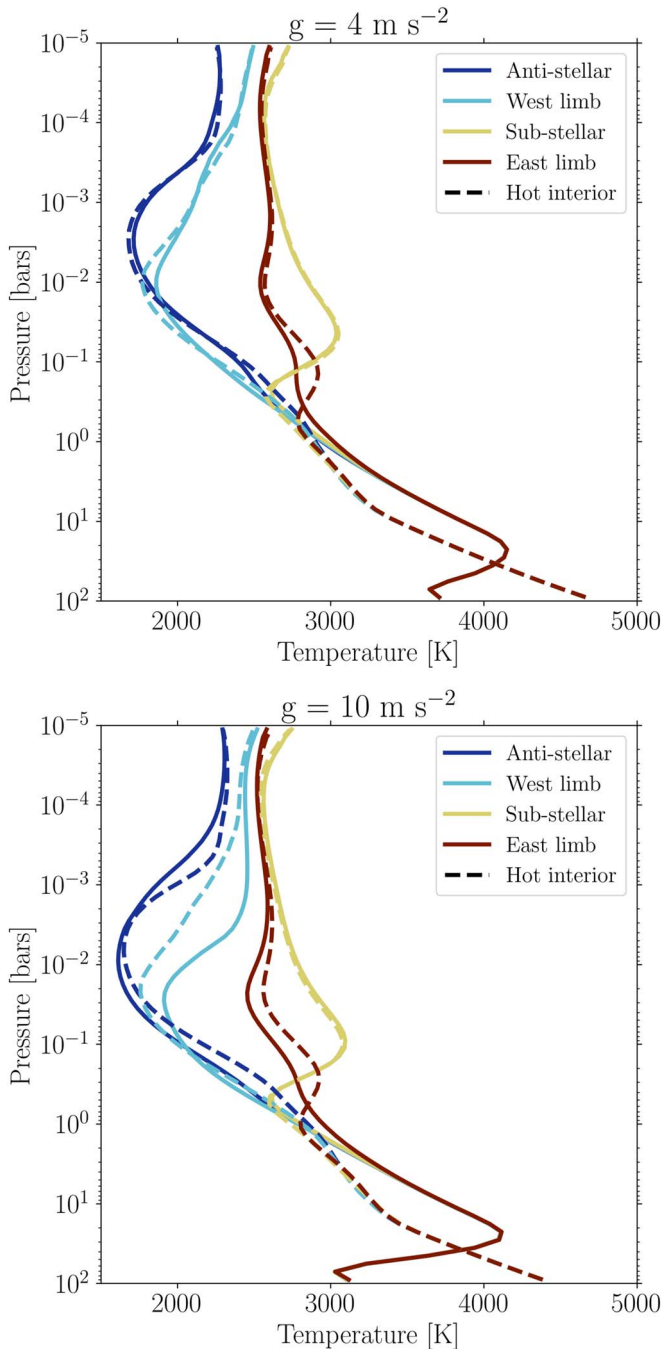 g = 4 m s⁻²
10⁻⁵
10⁻⁴
10⁻³
10⁻²
10⁻¹
10⁰
10¹
10²
Pressure [bars]
Anti-stellar
West limb
Sub-stellar
East limb
Hot interior
2000 3000 4000 5000
Temperature [K]
g = 10 m s⁻²
10⁻⁵
10⁻⁴
10⁻³
10⁻²
10⁻¹
10⁰
10¹
10²
Pressure [bars]
Anti-stellar
West limb
Sub-stellar
East limb
Hot interior
2000 3000 4000 5000
Temperature [K]